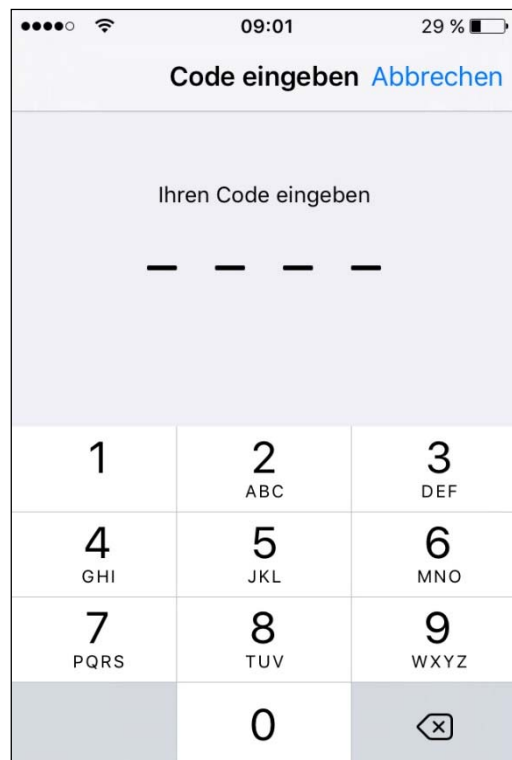 09:01 29 %
Code eingeben Abbrechen
Ihren Code eingeben
1 2 3
ABC DEF
4 5 6
GHI JKL MNO
7 8 9
PQRS TUV WXYZ
0